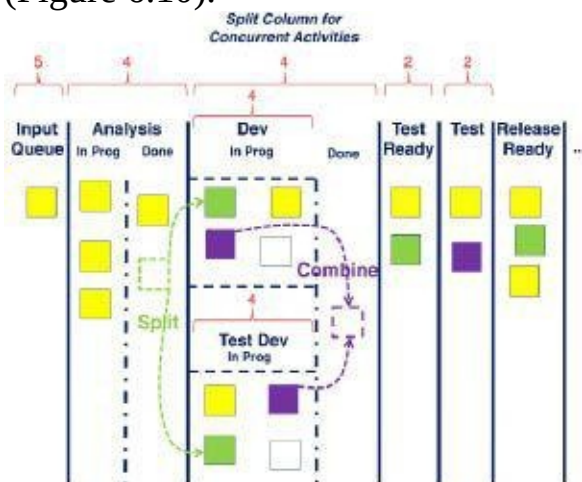 (Figure 6.10).
Split Column for
Concurrent Activities
5 4 4 2 2
4
Input Queue
Analysis
In Prog Done
Dev
In Prog
Done
Test Ready
Test
Release Ready
...
Combine
Split
4
Test Dev
In Prog